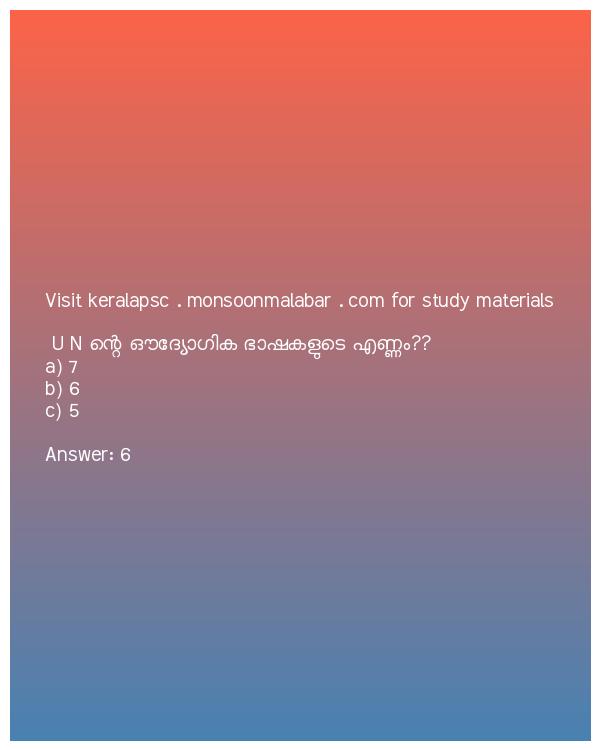 Visit keralapsc . monsoonmalabar . com for study materials
U N ന്റെ ഔദ്യോഗിക ഭാഷകളുടെ എണ്ണം??
a) 7
b) 6
c) 5
Answer: 6